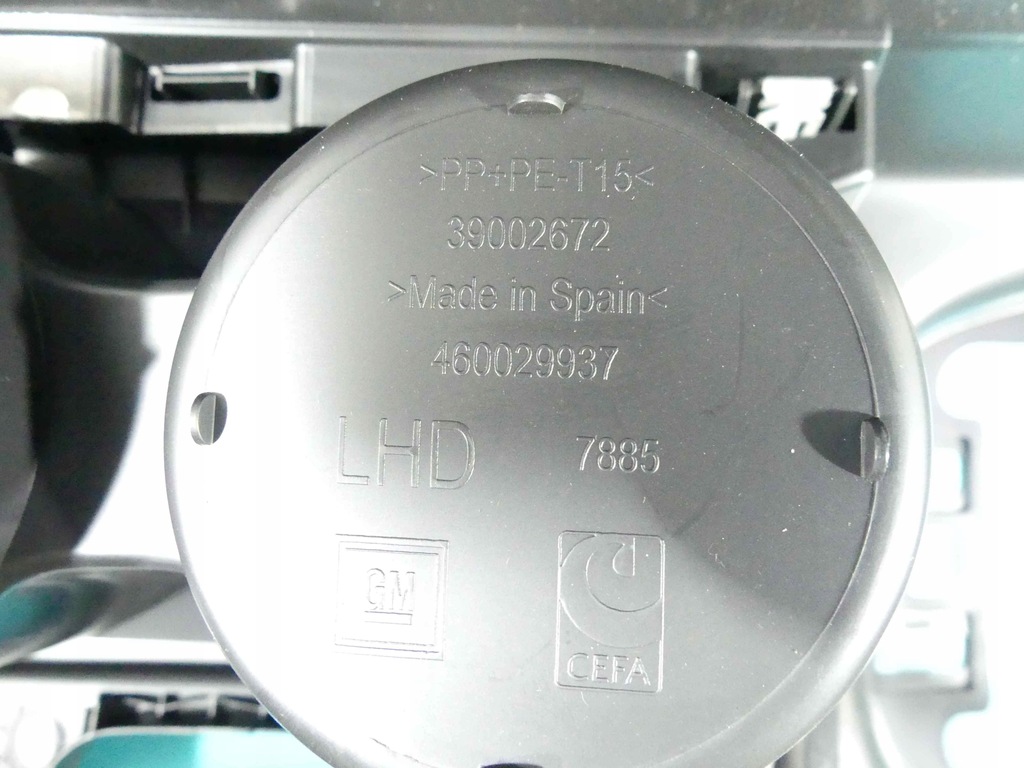 >PP+PE-T15<
39002672
>Made in Spain<
460029937
LHD 7885
GM
CEFA